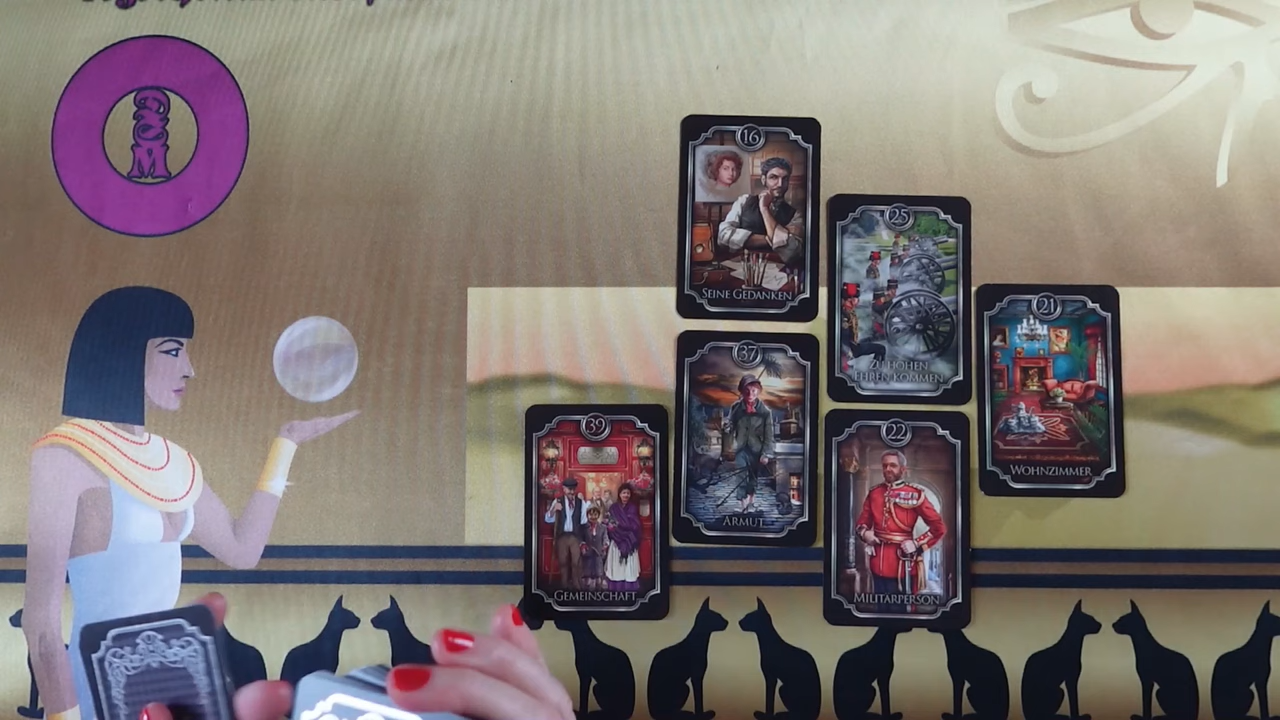 16
SEINE GEDANKEN
25
ZU HOHEN
EHREN KOMMEN
21
WOHNZIMMER
37
ARMUT
39
GEMEINSCHAFT
22
MILITÄRPERSON